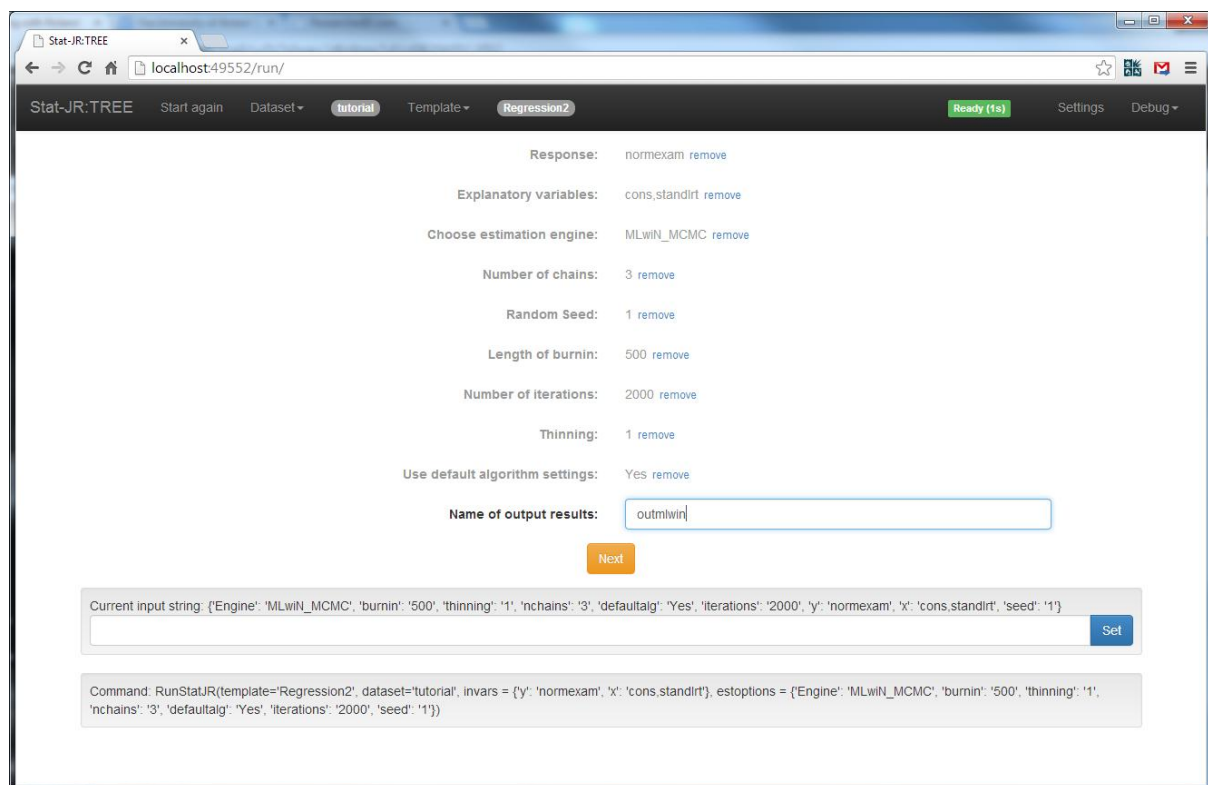 Stat-JR:TREE
localhost:49552/run/
Stat-JR:TREE Start again Dataset tutorial Template Regression2 Ready (1s) Settings Debug
Response: normexam remove
Explanatory variables: cons,standlrt remove
Choose estimation engine: MLwiN_MCMC remove
Number of chains: 3 remove
Random Seed: 1 remove
Length of burnin: 500 remove
Number of iterations: 2000 remove
Thinning: 1 remove
Use default algorithm settings: Yes remove
Name of output results: outmlwin
Next
Current input string: {'Engine': 'MLwiN_MCMC', 'burnin': '500', 'thinning': '1', 'nchains': '3', 'defaultalg': 'Yes', 'iterations': '2000', 'y': 'normexam', 'x': 'cons,standlrt', 'seed': '1'}
Set
Command: RunStatJR(template='Regression2', dataset='tutorial', invars = {'y': 'normexam', 'x': 'cons,standlrt'}, estoptions = {'Engine': 'MLwiN_MCMC', 'burnin': '500', 'thinning': '1',
'nchains': '3', 'defaultalg': 'Yes', 'iterations': '2000', 'seed': '1'})